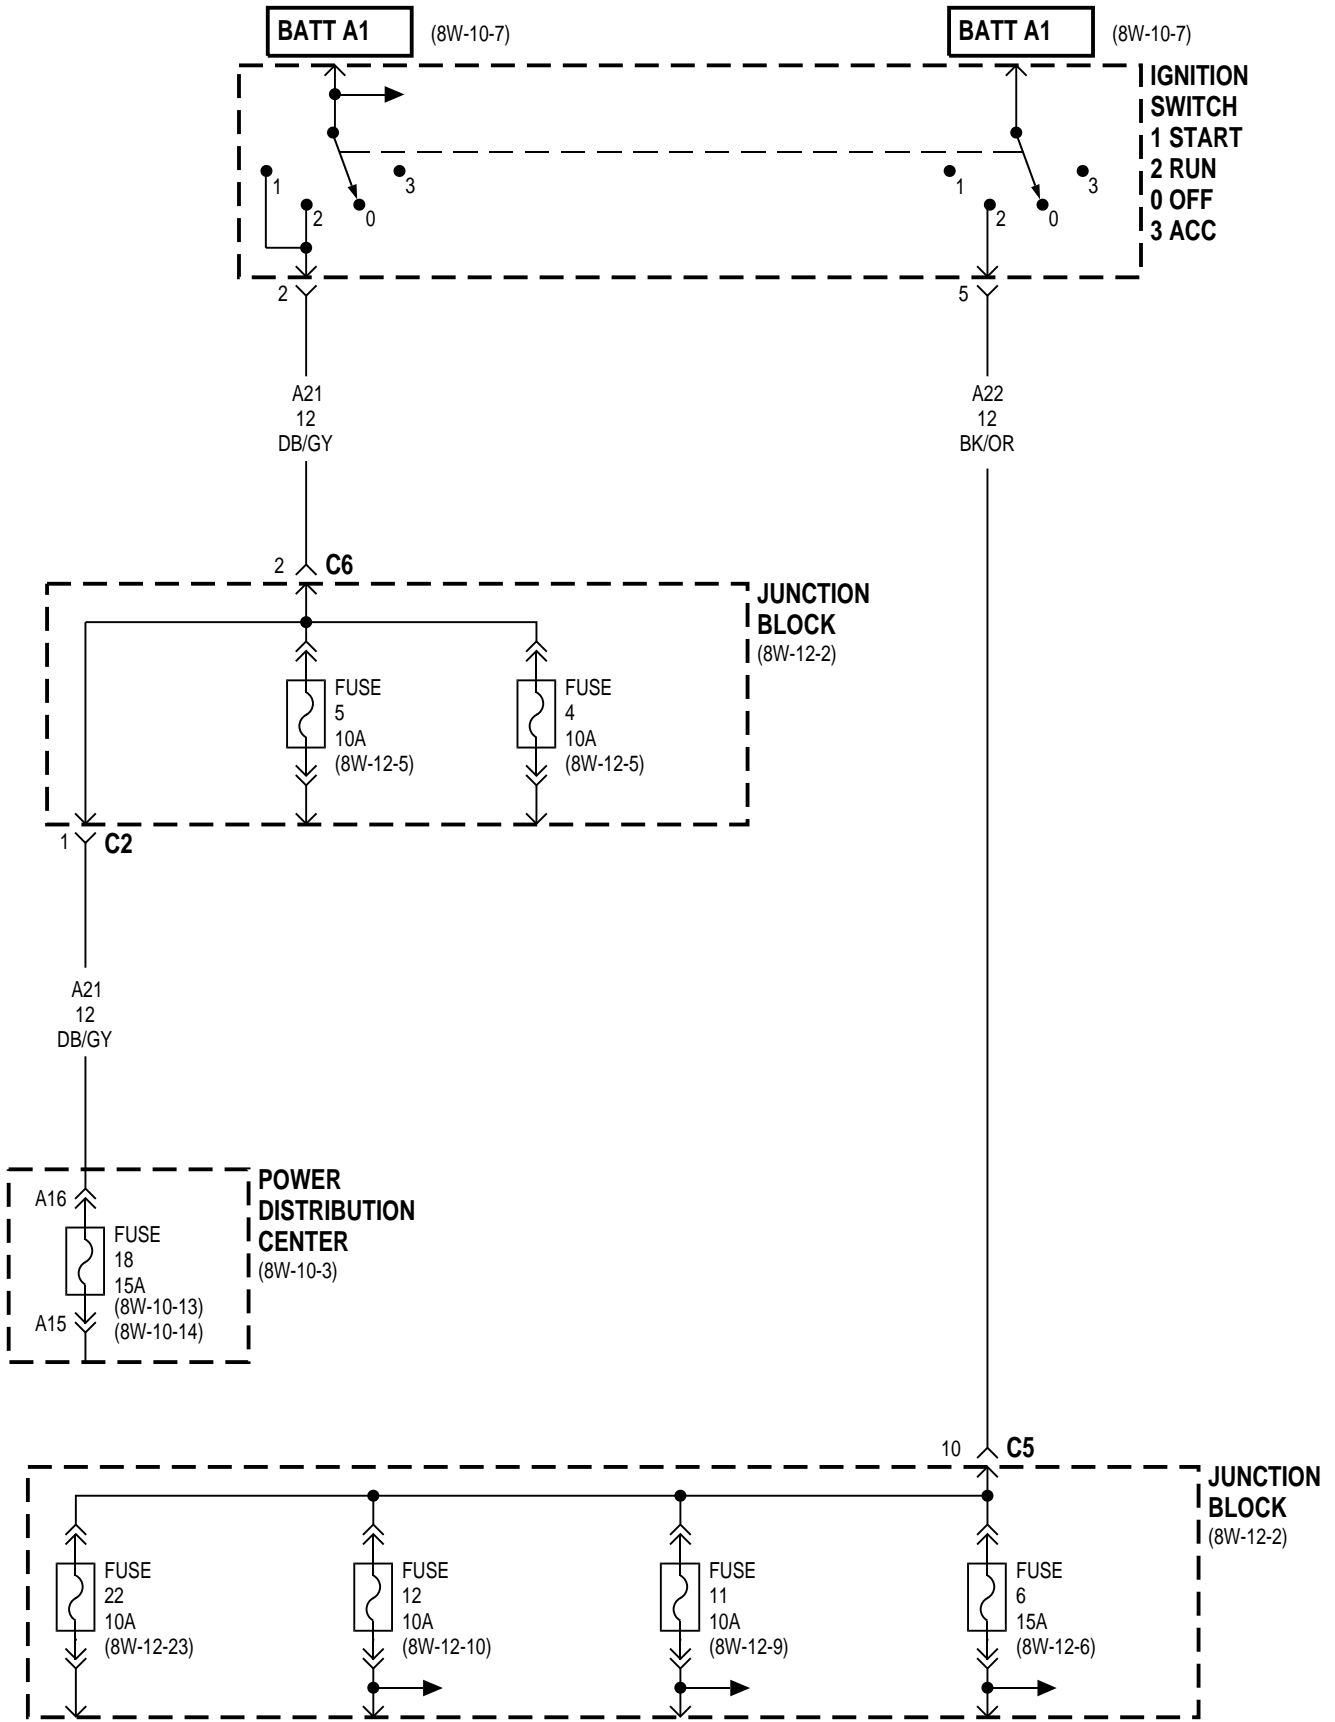 BATT A1
(8W-10-7)
BATT A1
(8W-10-7)
IGNITION
SWITCH
1 START
2 RUN
0 OFF
3 ACC
1
2
0
3
1
2
0
3
2
5
A21
12
DB/GY
A22
12
BK/OR
2
C6
JUNCTION
BLOCK
(8W-12-2)
FUSE
5
10A
(8W-12-5)
FUSE
4
10A
(8W-12-5)
1
C2
A21
12
DB/GY
POWER
DISTRIBUTION
CENTER
(8W-10-3)
A16
FUSE
18
15A
(8W-10-13)
(8W-10-14)
A15
10
C5
JUNCTION
BLOCK
(8W-12-2)
FUSE
22
10A
(8W-12-23)
FUSE
12
10A
(8W-12-10)
FUSE
11
10A
(8W-12-9)
FUSE
6
15A
(8W-12-6)